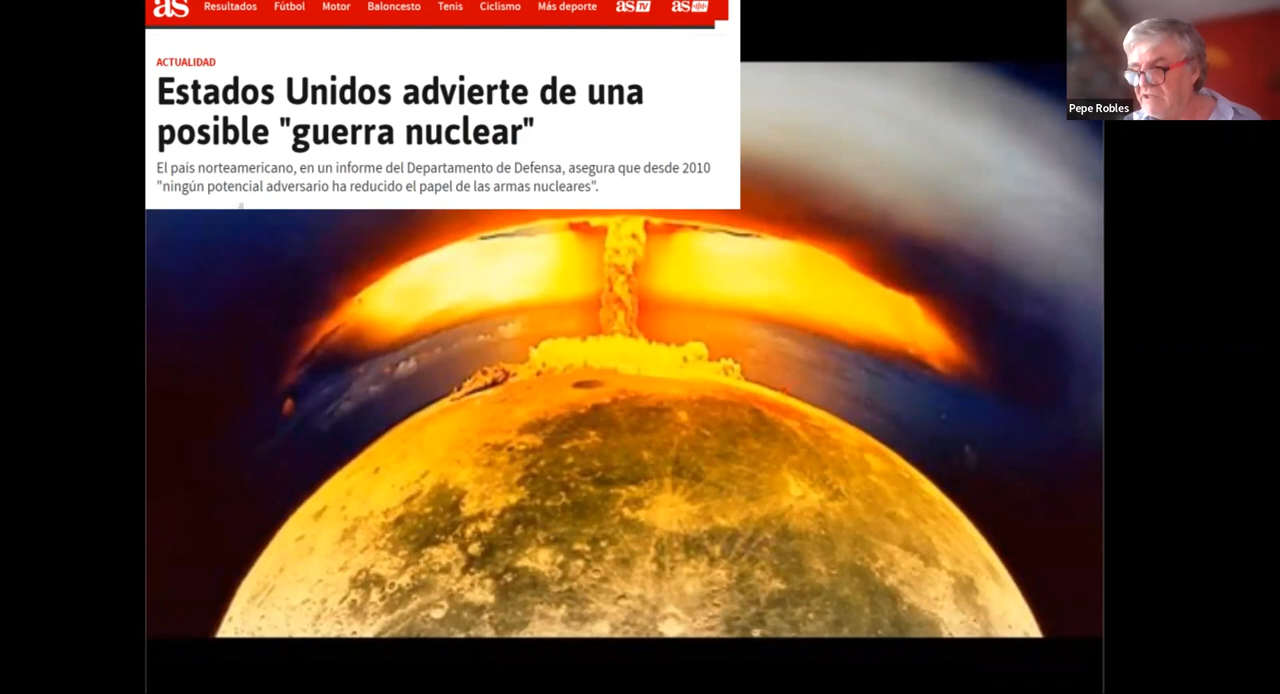 as Resultados Fútbol Motor Baloncesto Tenis Ciclismo Más deporte as TV as
ACTUALIDAD
Estados Unidos advierte de una
posible "guerra nuclear"
El país norteamericano, en un informe del Departamento de Defensa, asegura que desde 2010
"ningún potencial adversario ha reducido el papel de las armas nucleares".
Pepe Robles